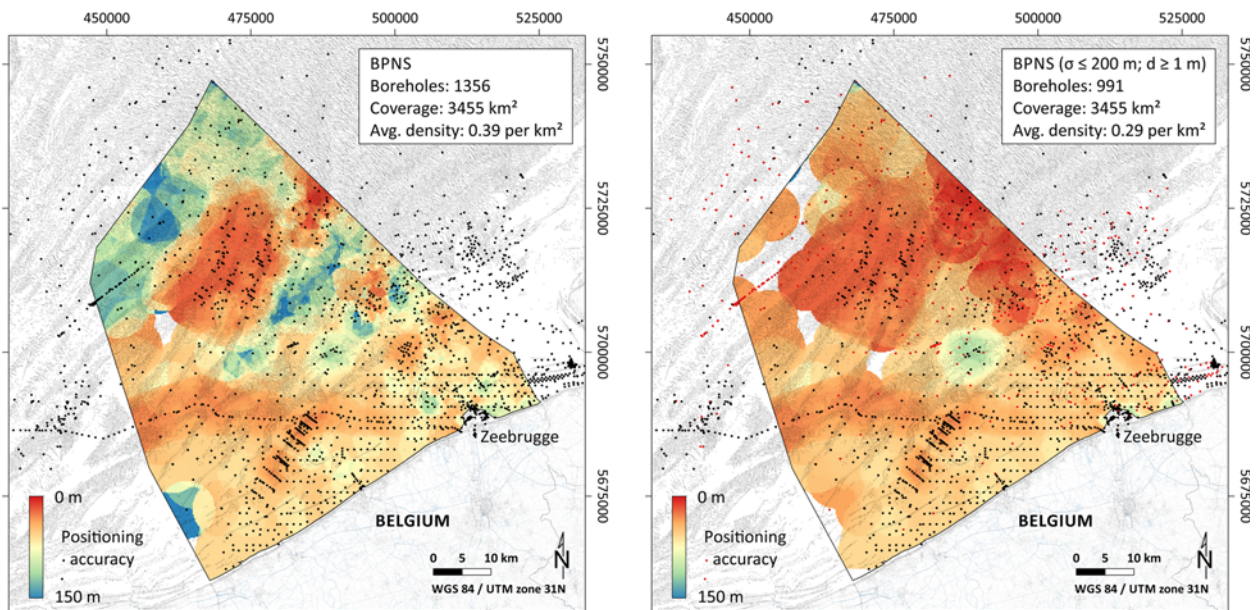 450000 475000 500000 525000
BPNS
Boreholes: 1356
Coverage: 3455 km²
Avg. density: 0.39 per km²
5750000
5725000
5700000
5675000
Zeebrugge
BELGIUM
0 m
Positioning
accuracy
150 m
0 5 10 km
N
WGS 84 / UTM zone 31N
450000 475000 500000 525000
BPNS (σ ≤ 200 m; d ≥ 1 m)
Boreholes: 991
Coverage: 3455 km²
Avg. density: 0.29 per km²
5750000
5725000
5700000
5675000
Zeebrugge
BELGIUM
0 m
Positioning
accuracy
150 m
0 5 10 km
N
WGS 84 / UTM zone 31N